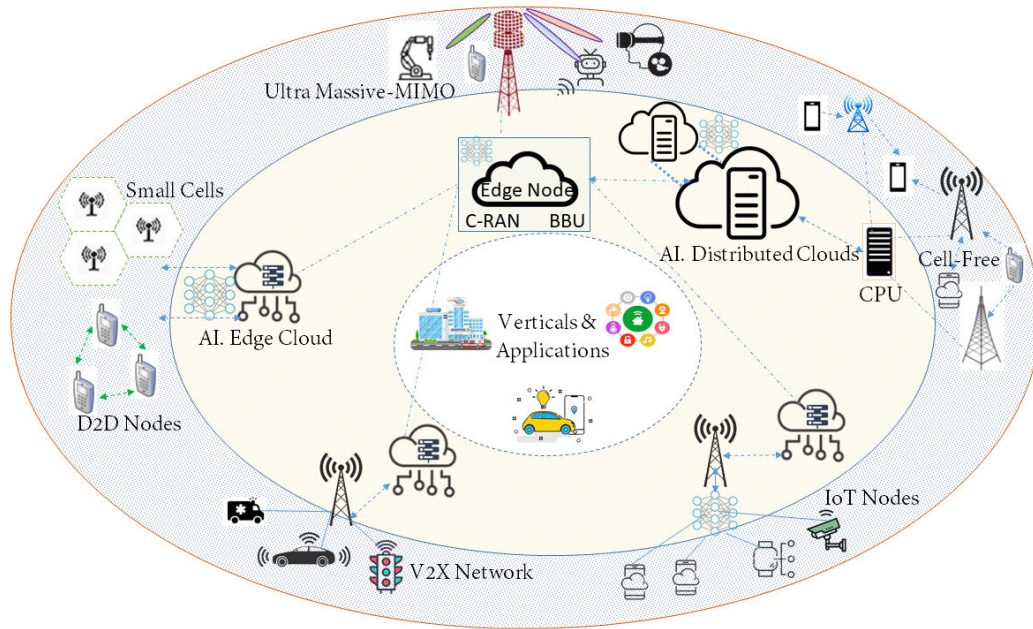 Ultra Massive-MIMO
Small Cells
Edge Node
C-RAN BBU
AI. Distributed Clouds
Cell-Free
CPU
AI. Edge Cloud
Verticals &
Applications
D2D Nodes
IoT Nodes
V2X Network